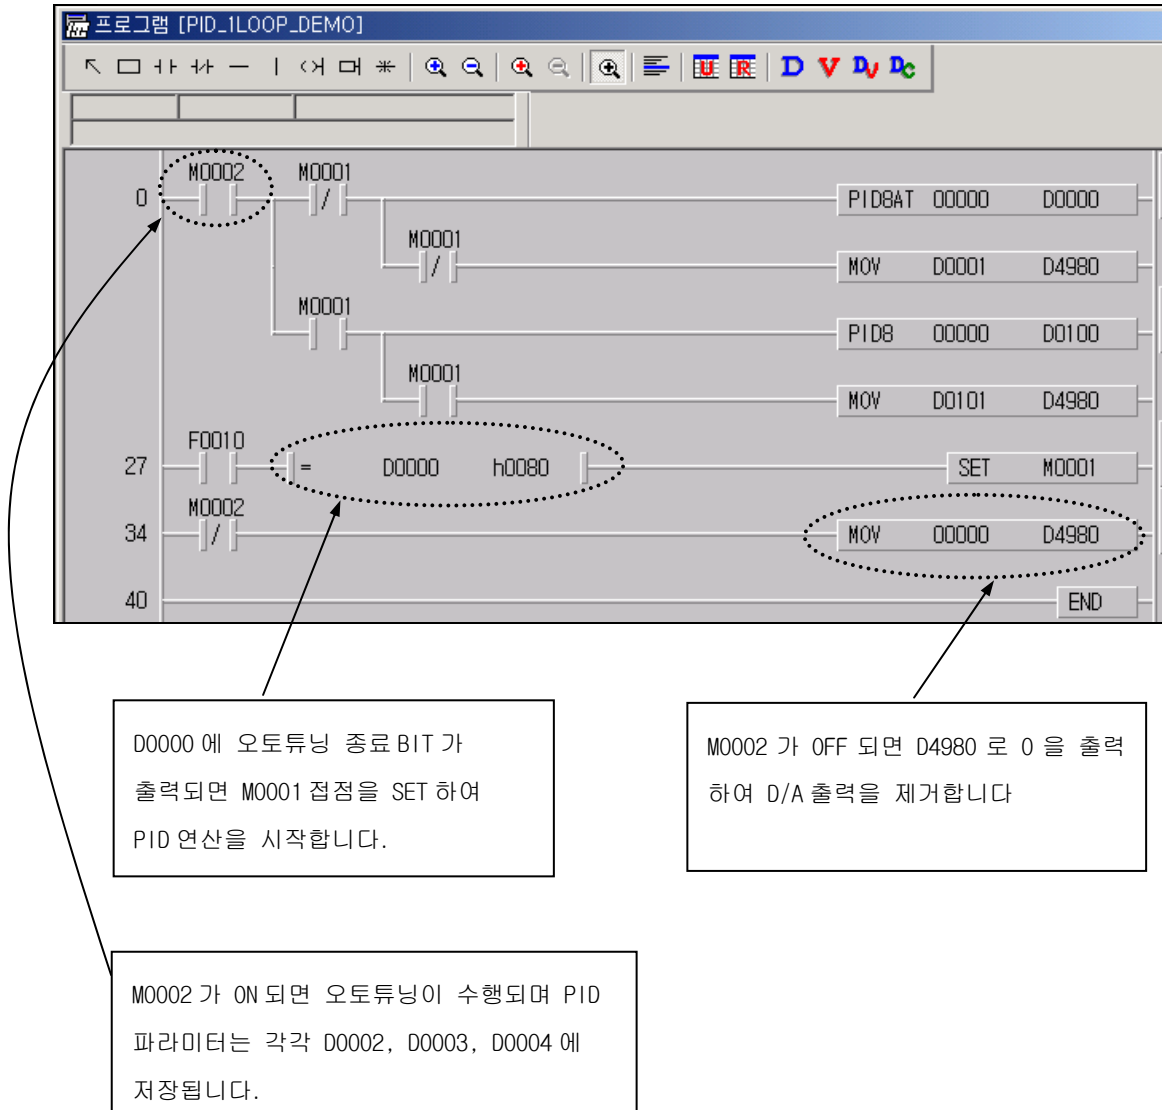 프로그램 [PID_1LOOP_DEMO]
U R D V D/V DC
M0002 M0001
0 PID8AT 00000 D0000
M0001
MOV D0001 D4980
M0001
PID8 00000 D0100
M0001
MOV D0101 D4980
F0010
27 = D0000 h0080 SET M0001
M0002
34 MOV 00000 D4980
40 END
D0000 에 오토튜닝 종료 BIT 가
출력되면 M0001 접점을 SET 하여
PID 연산을 시작합니다.
M0002 가 OFF 되면 D4980 로 0 을 출력
하여 D/A 출력을 제거합니다
M0002 가 ON 되면 오토튜닝이 수행되며 PID
파라미터는 각각 D0002, D0003, D0004 에
저장됩니다.